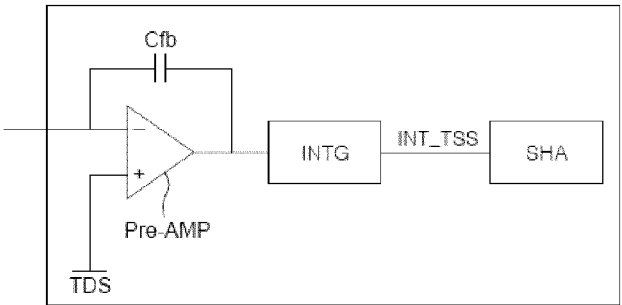 Cfb
−
INTG
INT_TSS
SHA
+
Pre-AMP
TDS